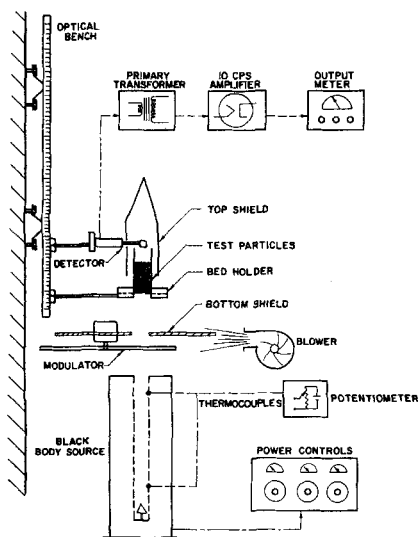 OPTICAL
BENCH
PRIMARY
TRANSFORMER
10 CPS
AMPLIFIER
OUTPUT
METER
TOP SHIELD
TEST PARTICLES
DETECTOR
BED HOLDER
BOTTOM SHIELD
BLOWER
MODULATOR
THERMOCOUPLES
POTENTIOMETER
BLACK
BODY SOURCE
POWER CONTROLS